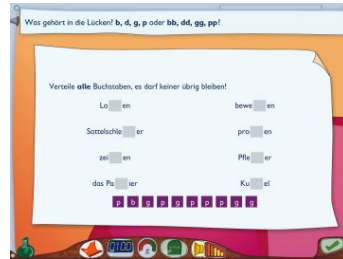 Was gehört in die Lücken? b, d, g, p oder bb, dd, gg, pp?
Verteile alle Buchstaben, es darf keiner übrig bleiben!
Lo en bewe en
Sattelschle er pro en
zei en Pfle er
das Pa ier Ku el
p b g p g p p p g g
0100